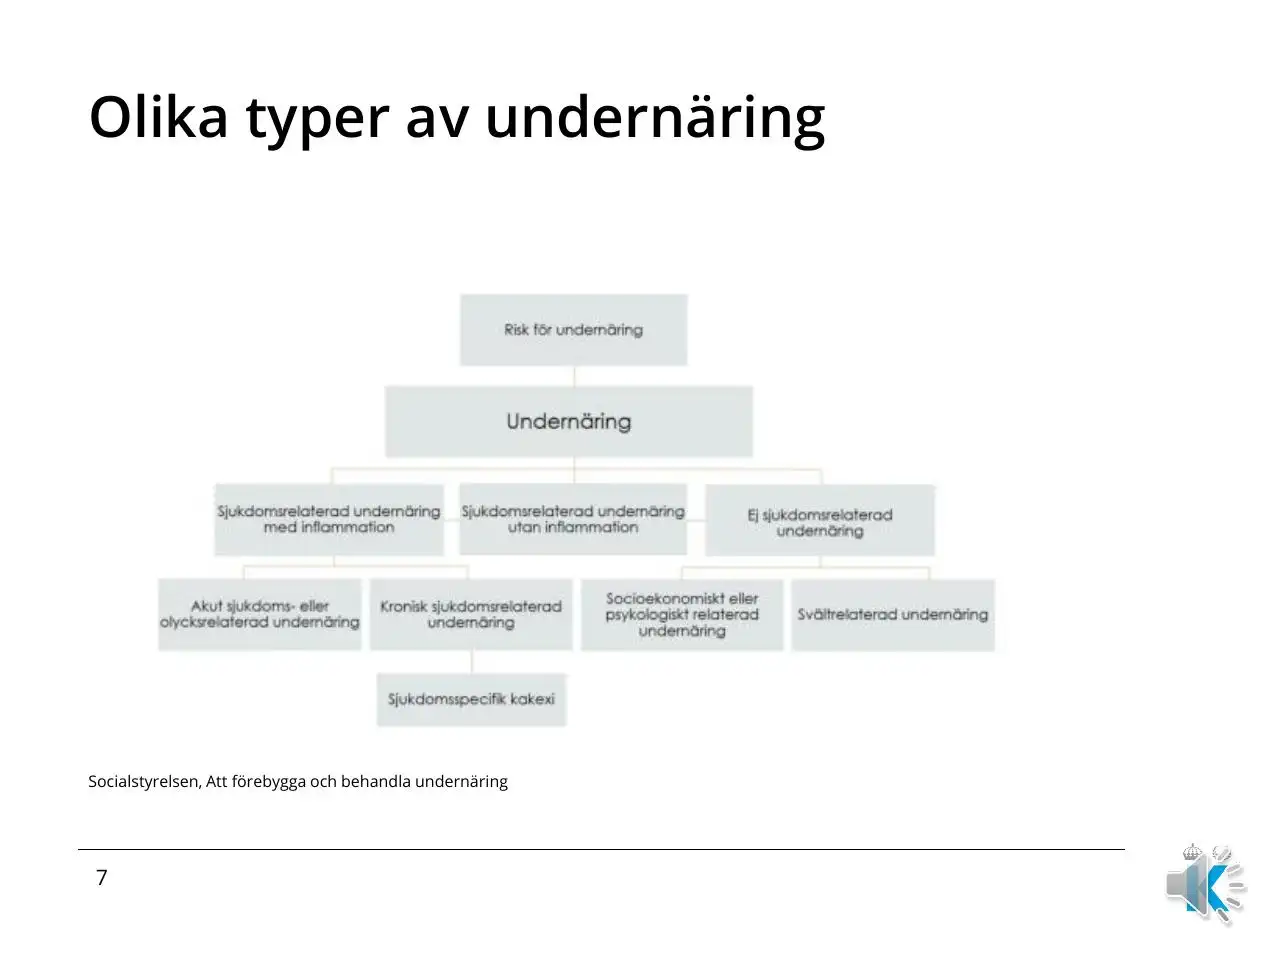 Olika typer av undernäring
Risk för undernäring
Undernäring
Sjukdomsrelaterad undernäring
med inflammation
Sjukdomsrelaterad undernäring
utan inflammation
Ej sjukdomsrelaterad
undernäring
Akut sjukdoms- eller
olycksrelaterad undernäring
Kronisk sjukdomsrelaterad
undernäring
Socioekonomiskt eller
psykologiskt relaterad
undernäring
Svältrelaterad undernäring
Sjukdomsspecifik kakexi
Socialstyrelsen, Att förebygga och behandla undernäring
7
K